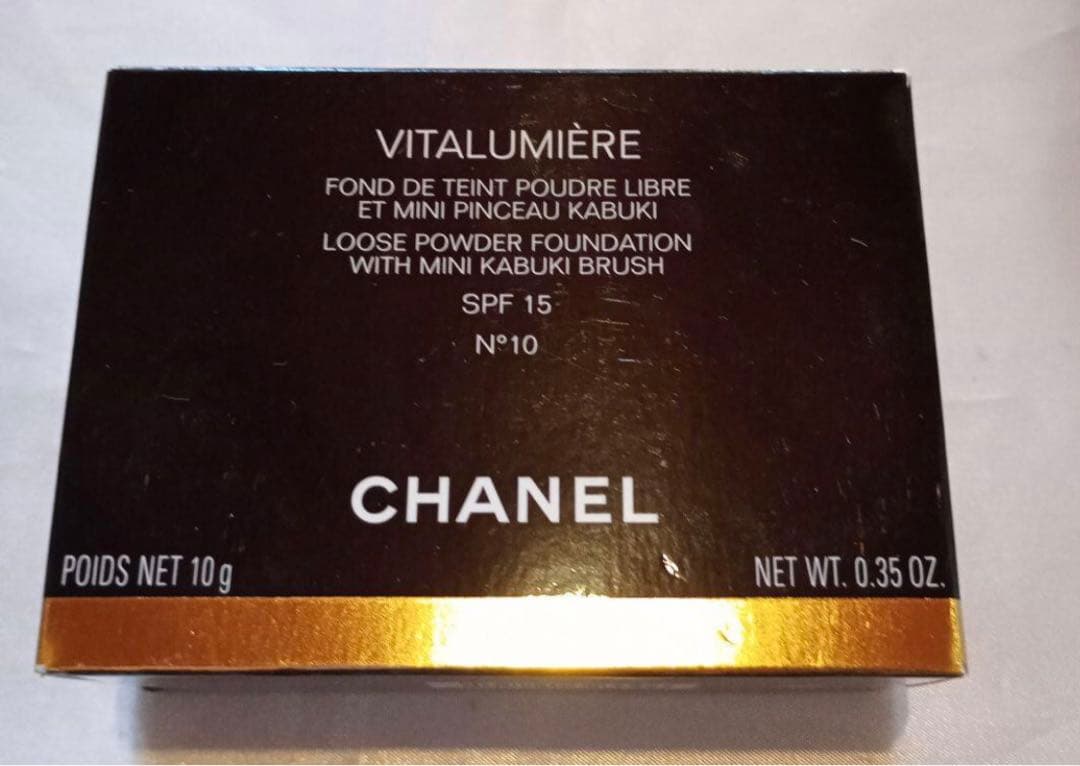 VITALUMIÈRE
FOND DE TEINT POUDRE LIBRE
ET MINI PINCEAU KABUKI
LOOSE POWDER FOUNDATION
WITH MINI KABUKI BRUSH
SPF 15
N°10
CHANEL
POIDS NET 10 g
NET WT. 0.35 OZ.